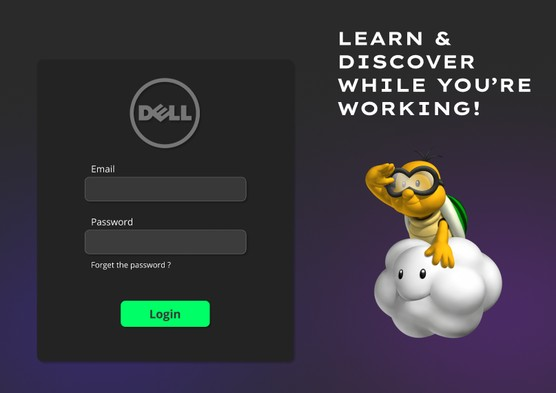 LEARN &
DISCOVER
WHILE YOU’RE
WORKING!
DELL
Email
Password
Forget the password ?
Login